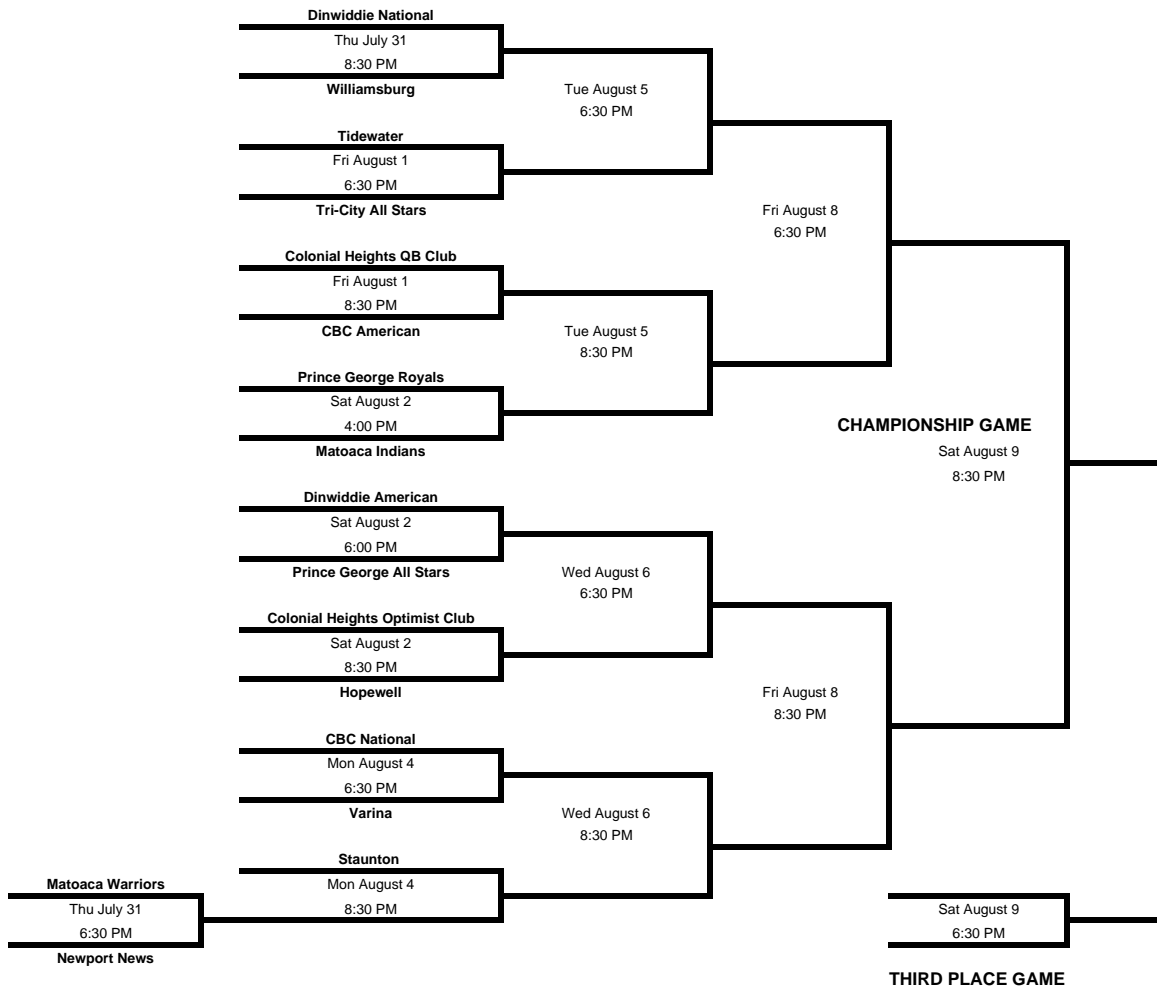 Dinwiddie National
Thu July 31
8:30 PM
Williamsburg
Tue August 5
6:30 PM
Tidewater
Fri August 1
6:30 PM
Tri-City All Stars
Fri August 8
6:30 PM
Colonial Heights QB Club
Fri August 1
8:30 PM
CBC American
Tue August 5
8:30 PM
Prince George Royals
Sat August 2
4:00 PM
Matoaca Indians
CHAMPIONSHIP GAME
Sat August 9
8:30 PM
Dinwiddie American
Sat August 2
6:00 PM
Prince George All Stars
Wed August 6
6:30 PM
Colonial Heights Optimist Club
Sat August 2
8:30 PM
Hopewell
Fri August 8
8:30 PM
CBC National
Mon August 4
6:30 PM
Varina
Wed August 6
8:30 PM
Staunton
Mon August 4
8:30 PM
Matoaca Warriors
Thu July 31
6:30 PM
Newport News
Sat August 9
6:30 PM
THIRD PLACE GAME